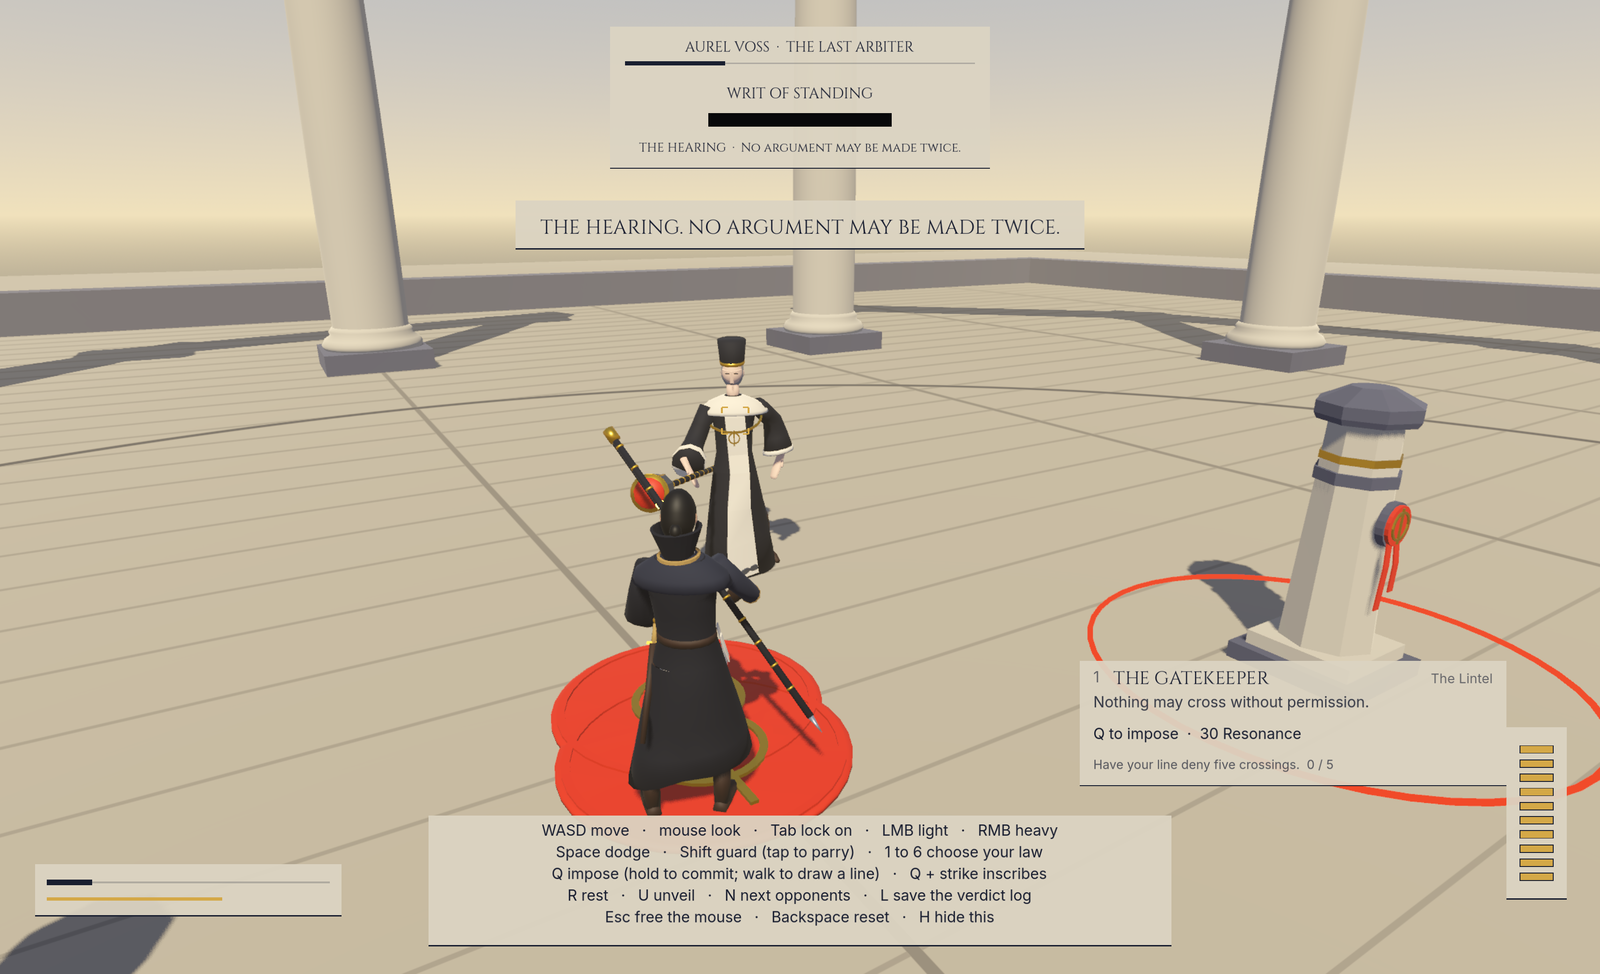 AUREL VOSS · THE LAST ARBITER
WRIT OF STANDING
THE HEARING · NO ARGUMENT MAY BE MADE TWICE.
THE HEARING. NO ARGUMENT MAY BE MADE TWICE.
1 THE GATEKEEPER The Lintel
Nothing may cross without permission.
Q to impose · 30 Resonance
Have your line deny five crossings. 0 / 5
WASD move · mouse look · Tab lock on · LMB light · RMB heavy
Space dodge · Shift guard (tap to parry) · 1 to 6 choose your law
Q impose (hold to commit; walk to draw a line) · Q + strike inscribes
R rest · U unveil · N next opponents · L save the verdict log
Esc free the mouse · Backspace reset · H hide this